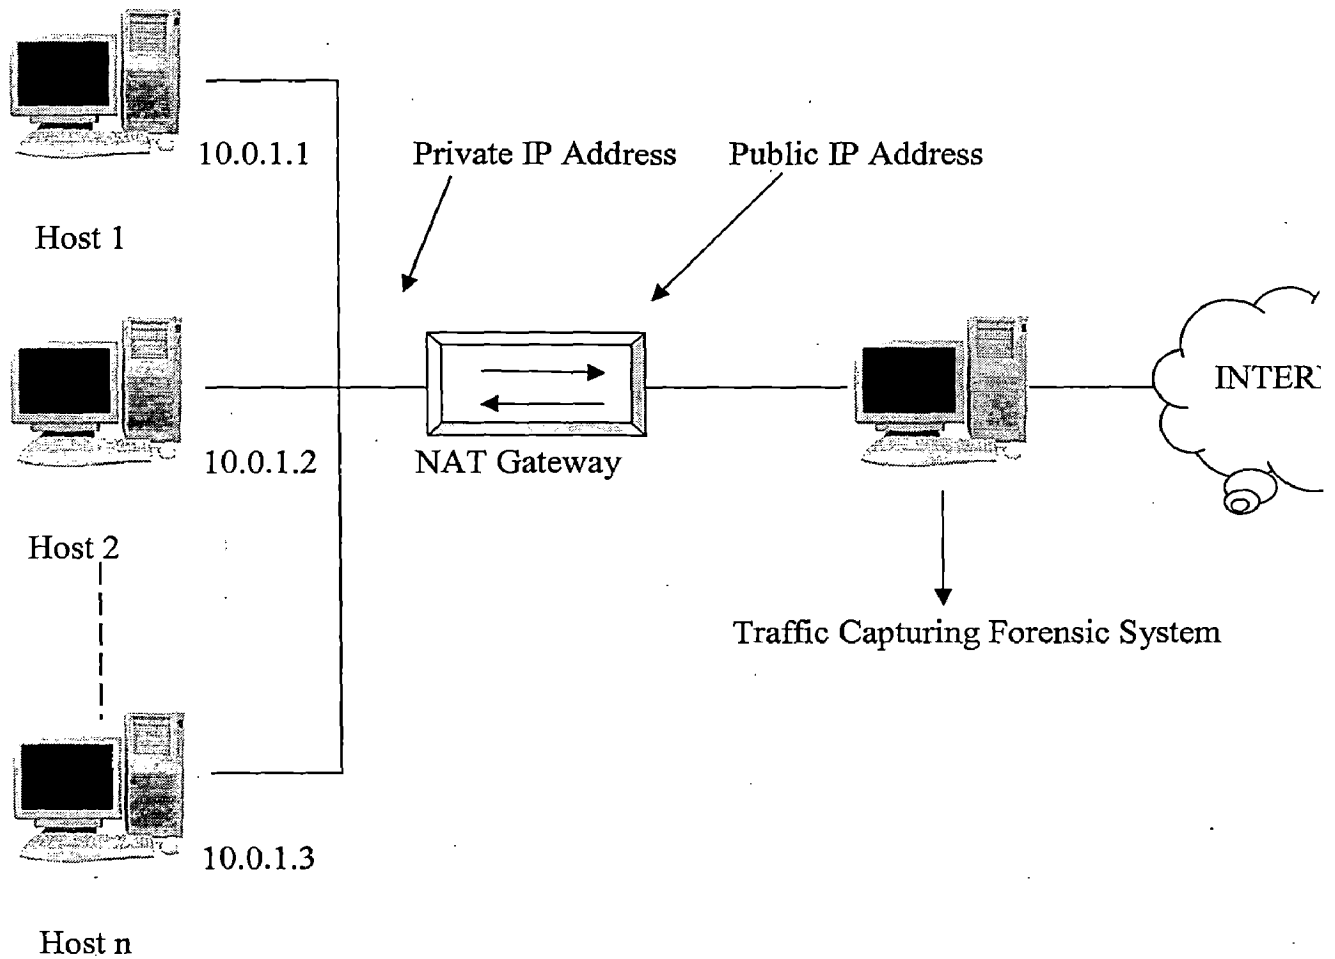 10.0.1.1
Private IP Address
Public IP Address
Host 1
10.0.1.2
NAT Gateway
Host 2
Traffic Capturing Forensic System
10.0.1.3
Host n